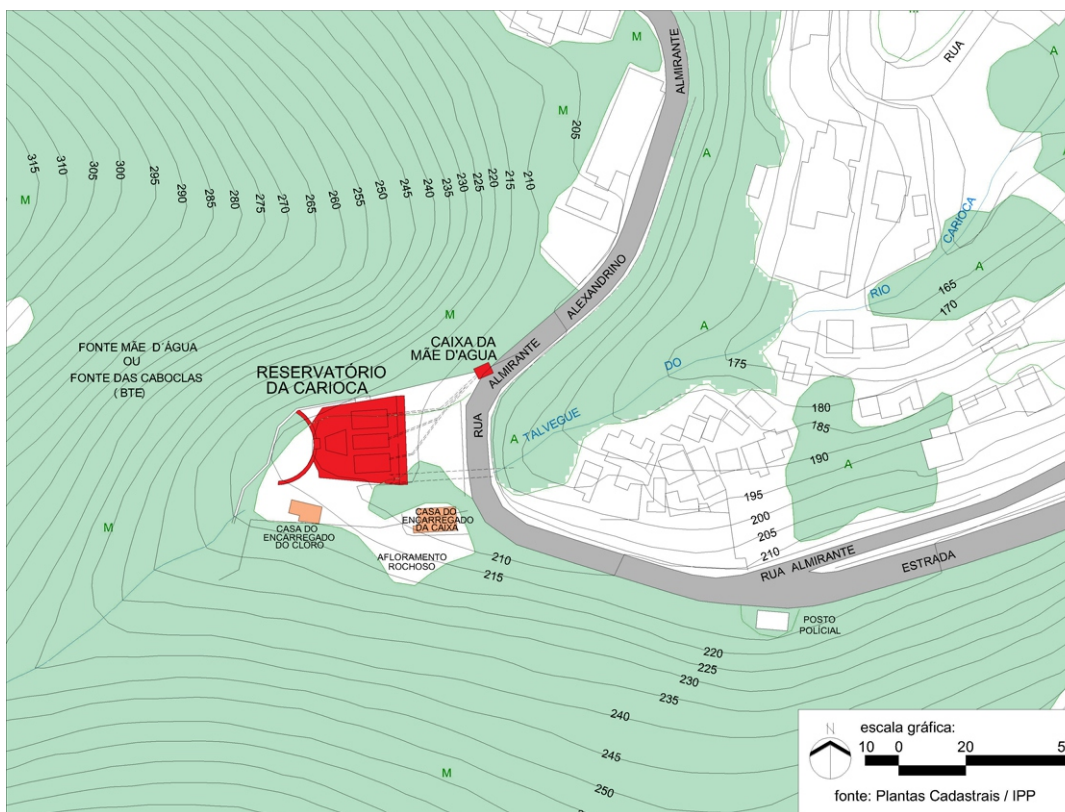 ALMIRANTE
RUA
M
M
A
A
205
315
310
305
300
295
290
285
280
275
270
265
260
255
250
245
240
235
230
225
220
215
210
M
CARIOCA
A
RIO
165
170
ALEXANDRINO
M
A
FONTE MÃE D´ÁGUA
OU
FONTE DAS CABOCLAS
( BTE)
CAIXA DA
MÃE D'AGUA
RESERVATÓRIO
DA CARIOCA
ALMIRANTE
RUA
DO
175
TALVEGUE
A
180
185
190
A
195
200
205
210
M
CASA DO
ENCARREGADO
DO CLORO
CASA DO
ENCARREGADO
DA CAIXA
AFLORAMENTO
ROCHOSO
210
215
RUA ALMIRANTE
ESTRADA
POSTO
POLICIAL
220
225
230
235
240
245
250
M
N
escala gráfica:
10 0 20
fonte: Plantas Cadastrais / IPP